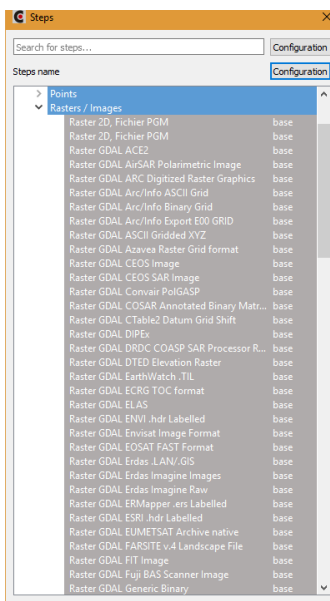 Steps
Search for steps...
Configuration
Steps name
Configuration
Points
Rasters / Images
Raster 2D, Fichier PGM base
Raster 2D, Fichier PGM base
Raster GDAL ACE2 base
Raster GDAL AirSAR Polarimetric Image base
Raster GDAL ARC Digitized Raster Graphics base
Raster GDAL Arc/Info ASCII Grid base
Raster GDAL Arc/Info Binary Grid base
Raster GDAL Arc/Info Export E00 GRID base
Raster GDAL ASCII Gridded XYZ base
Raster GDAL Azavea Raster Grid format base
Raster GDAL CEOS Image base
Raster GDAL CEOS SAR Image base
Raster GDAL Convair PolGASP base
Raster GDAL COSAR Annotated Binary Matr... base
Raster GDAL CTable2 Datum Grid Shift base
Raster GDAL DIPEx base
Raster GDAL DRDC COASP SAR Processor R... base
Raster GDAL DTED Elevation Raster base
Raster GDAL EarthWatch .TIL base
Raster GDAL ECRG TOC format base
Raster GDAL ELAS base
Raster GDAL ENVI .hdr Labelled base
Raster GDAL Envisat Image Format base
Raster GDAL EOSAT FAST Format base
Raster GDAL Erdas .LAN/.GIS base
Raster GDAL Erdas Imagine Images base
Raster GDAL Erdas Imagine Raw base
Raster GDAL ERMapper .ers Labelled base
Raster GDAL ESRI .hdr Labelled base
Raster GDAL EUMETSAT Archive native base
Raster GDAL FARSITE v.4 Landscape File base
Raster GDAL FIT Image base
Raster GDAL Fuji BAS Scanner Image base
Raster GDAL Generic Binary base